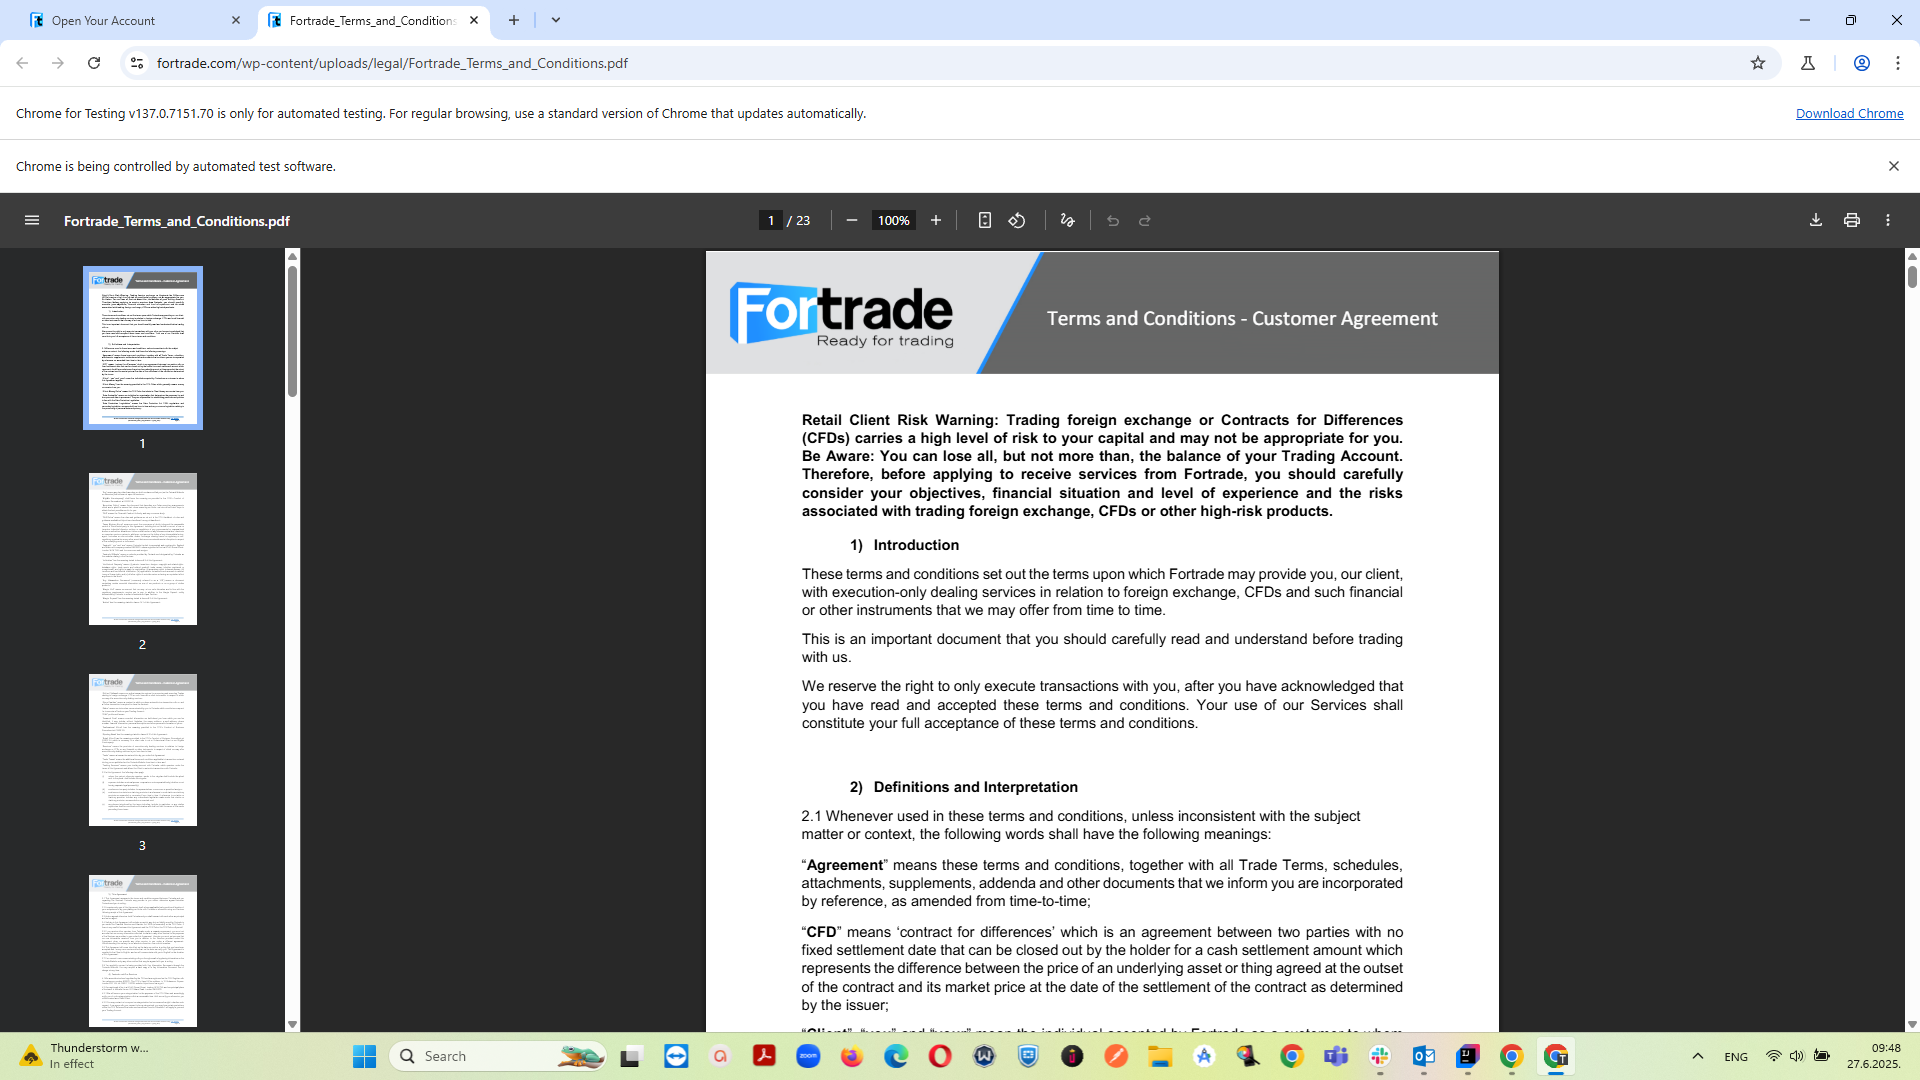 Open Your Account
Fortrade_Terms_and_Conditions
fortrade.com/wp-content/uploads/legal/Fortrade_Terms_and_Conditions.pdf
Chrome for Testing v137.0.7151.70 is only for automated testing. For regular browsing, use a standard version of Chrome that updates automatically.
Download Chrome
Chrome is being controlled by automated test software.
Fortrade_Terms_and_Conditions.pdf
1 / 23
100%
1
2
3
Fortrade
Ready for trading
Terms and Conditions - Customer Agreement
Retail Client Risk Warning: Trading foreign exchange or Contracts for Differences
(CFDs) carries a high level of risk to your capital and may not be appropriate for you.
Be Aware: You can lose all, but not more than, the balance of your Trading Account.
Therefore, before applying to receive services from Fortrade, you should carefully
consider your objectives, financial situation and level of experience and the risks
associated with trading foreign exchange, CFDs or other high-risk products.
1) Introduction
These terms and conditions set out the terms upon which Fortrade may provide you, our client,
with execution-only dealing services in relation to foreign exchange, CFDs and such financial
or other instruments that we may offer from time to time.
This is an important document that you should carefully read and understand before trading
with us.
We reserve the right to only execute transactions with you, after you have acknowledged that
you have read and accepted these terms and conditions. Your use of our Services shall
constitute your full acceptance of these terms and conditions.
2) Definitions and Interpretation
2.1 Whenever used in these terms and conditions, unless inconsistent with the subject
matter or context, the following words shall have the following meanings:
“Agreement” means these terms and conditions, together with all Trade Terms, schedules,
attachments, supplements, addenda and other documents that we inform you are incorporated
by reference, as amended from time-to-time;
“CFD” means ‘contract for differences’ which is an agreement between two parties with no
fixed settlement date that can be closed out by the holder for a cash settlement amount which
represents the difference between the price of an underlying asset or thing agreed at the outset
of the contract and its market price at the date of the settlement of the contract as determined
by the issuer;
“Client”, “you” and “your” mean the individual accepted by Fortrade as a customer to whom
Thunderstorm w...
In effect
Search
zoom
ENG
09:48
27.6.2025.